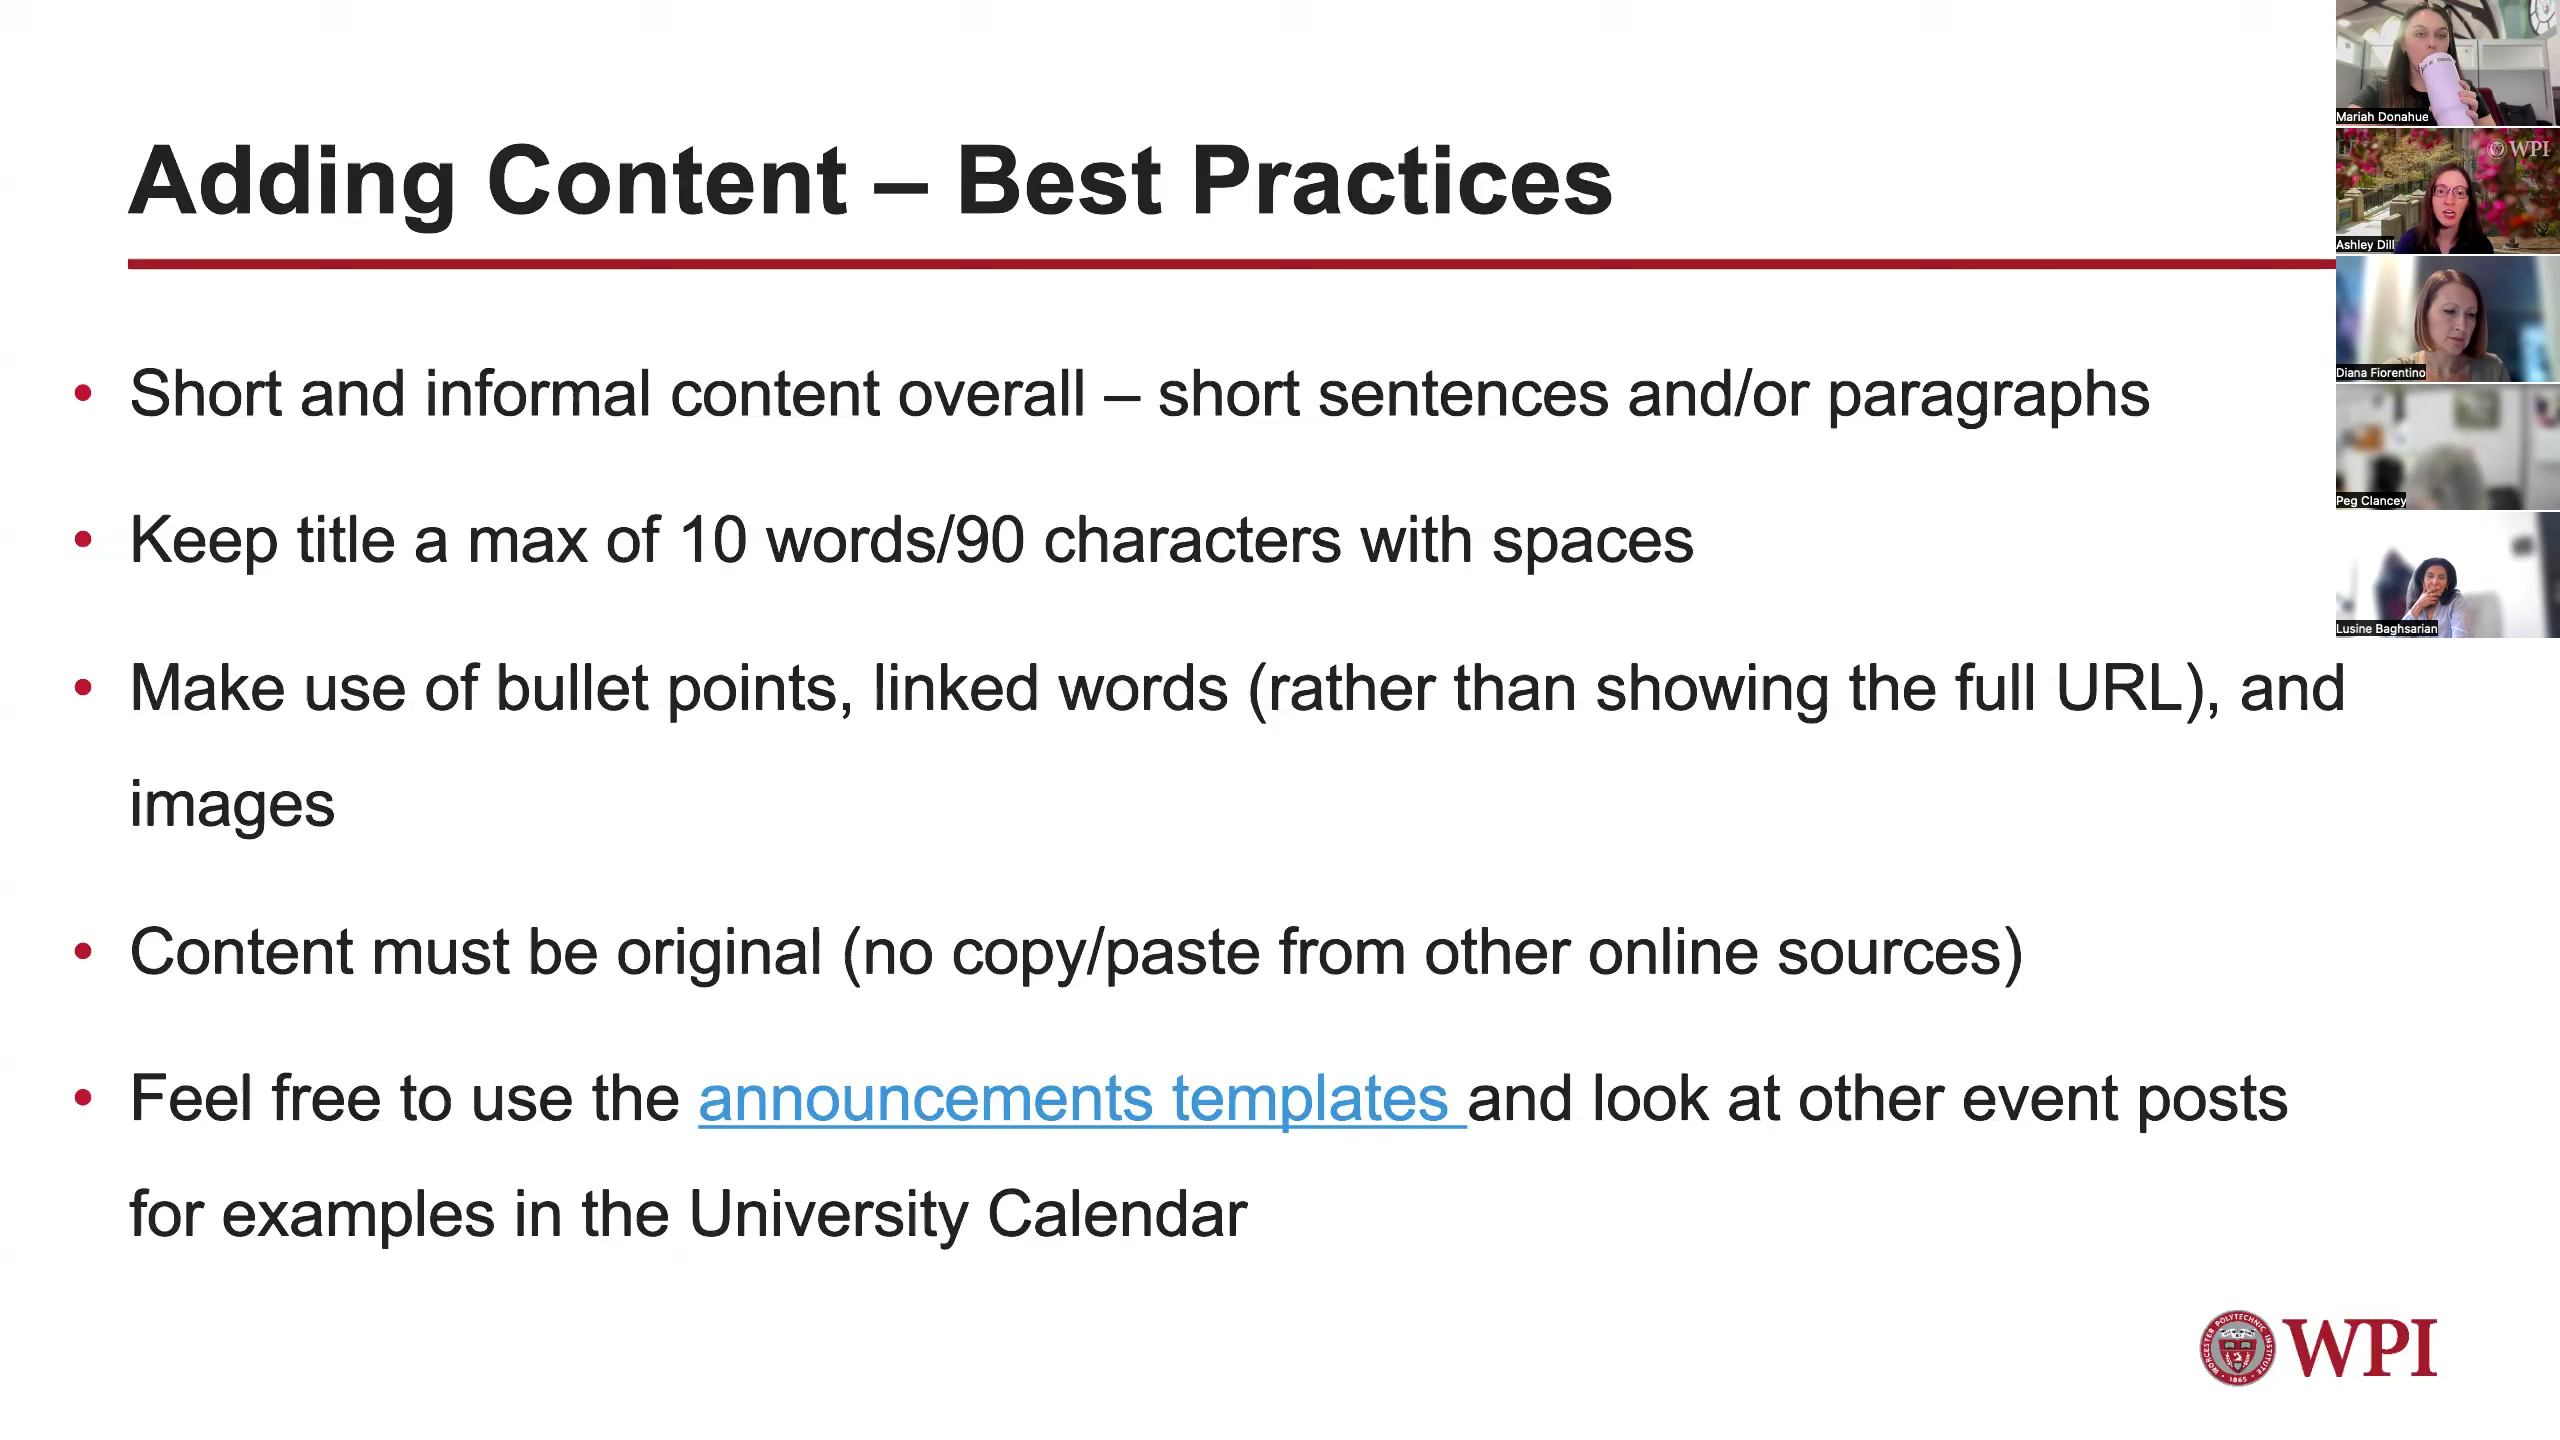 Adding Content – Best Practices
• Short and informal content overall – short sentences and/or paragraphs
• Keep title a max of 10 words/90 characters with spaces
• Make use of bullet points, linked words (rather than showing the full URL), and
images
• Content must be original (no copy/paste from other online sources)
• Feel free to use the announcements templates and look at other event posts
for examples in the University Calendar
Mariah Donahue
WPI
Ashley Dill
Diana Fiorentino
Peg Clancey
Lusine Baghsarian
WORCESTER POLYTECHNIC INSTITUTE
1865
WPI